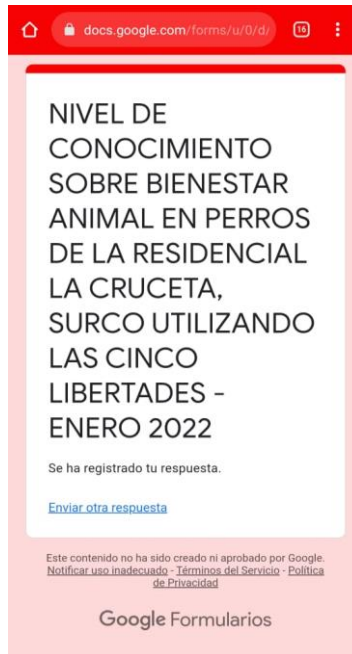 docs.google.com/forms/u/0/d/
16
NIVEL DE
CONOCIMIENTO
SOBRE BIENESTAR
ANIMAL EN PERROS
DE LA RESIDENCIAL
LA CRUCETA,
SURCO UTILIZANDO
LAS CINCO
LIBERTADES -
ENERO 2022
Se ha registrado tu respuesta.
Enviar otra respuesta
Este contenido no ha sido creado ni aprobado por Google.
Notificar uso inadecuado - Términos del Servicio - Política
de Privacidad
Google Formularios